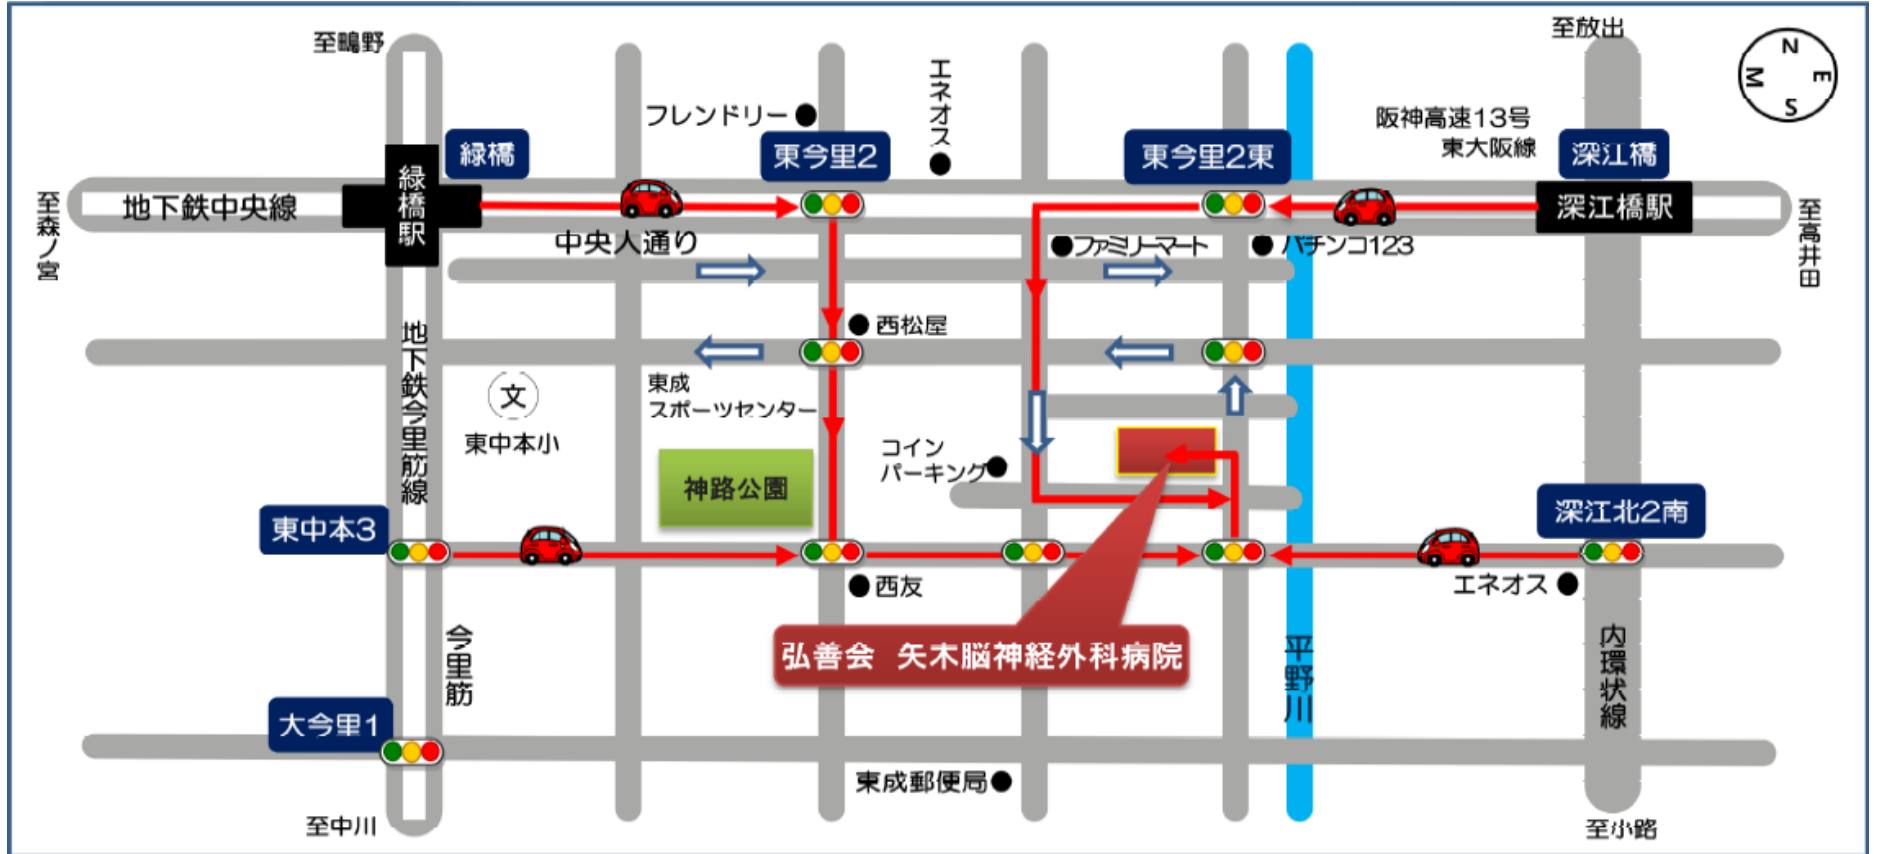 至鴫野
至放出
N
E
S
W
エネオス
フレンドリー
阪神高速13号
東大阪線
緑橋
東今里2
東今里2東
深江橋
至森ノ宮
地下鉄中央線
緑橋駅
深江橋駅
至高井田
中央大通り
ファミリーマート
パチンコ123
西松屋
地下鉄今里筋線
文
東中本小
東成
スポーツセンター
コイン
パーキング
神路公園
東中本3
深江北2南
西友
エネオス
今里筋
弘善会 矢木脳神経外科病院
平野川
内環状線
大今里1
東成郵便局
至中川
至小路